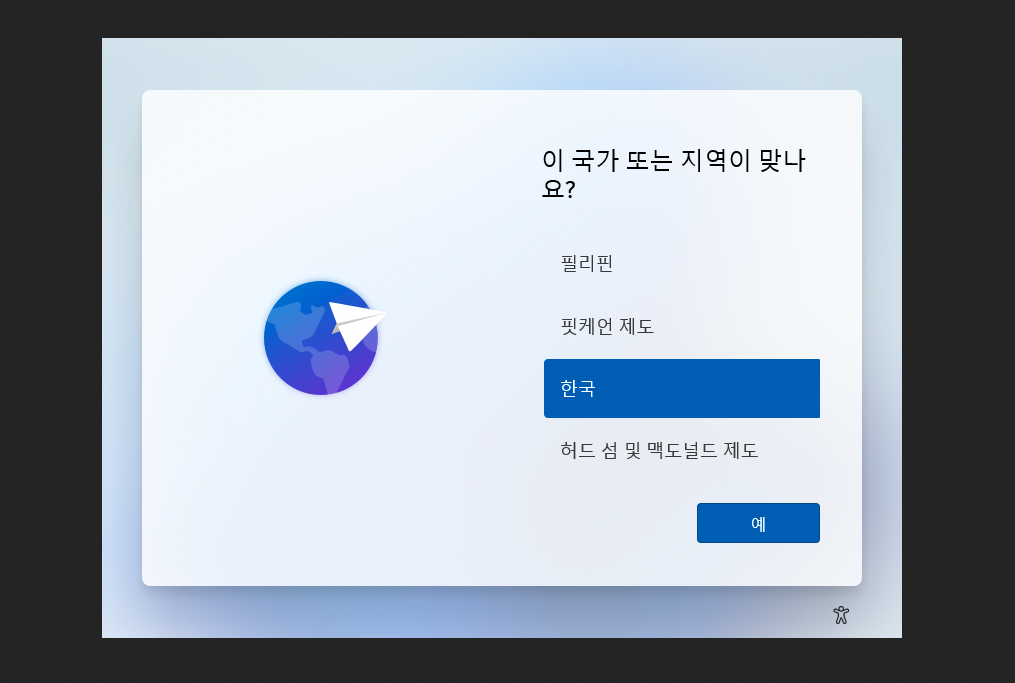 이 국가 또는 지역이 맞나
요?
필리핀
핏케언 제도
한국
허드 섬 및 맥도널드 제도
예